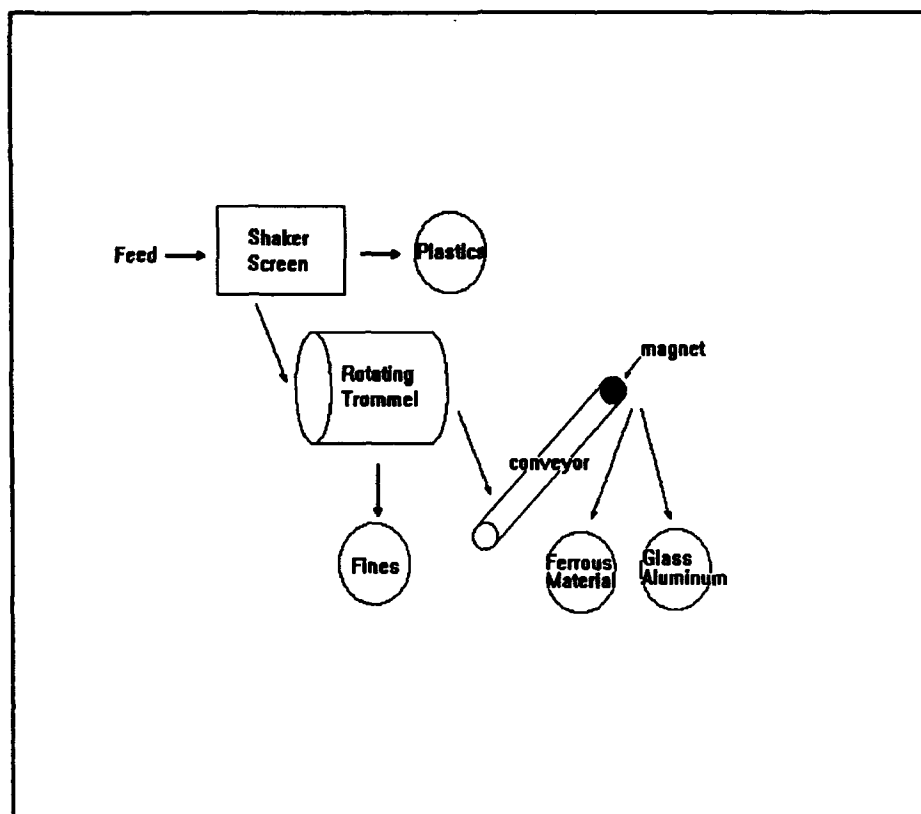 Feed
Shaker
Screen
Plastics
Rotating
Trommel
magnet
conveyor
Fines
Ferrous
Material
Glass
Aluminum